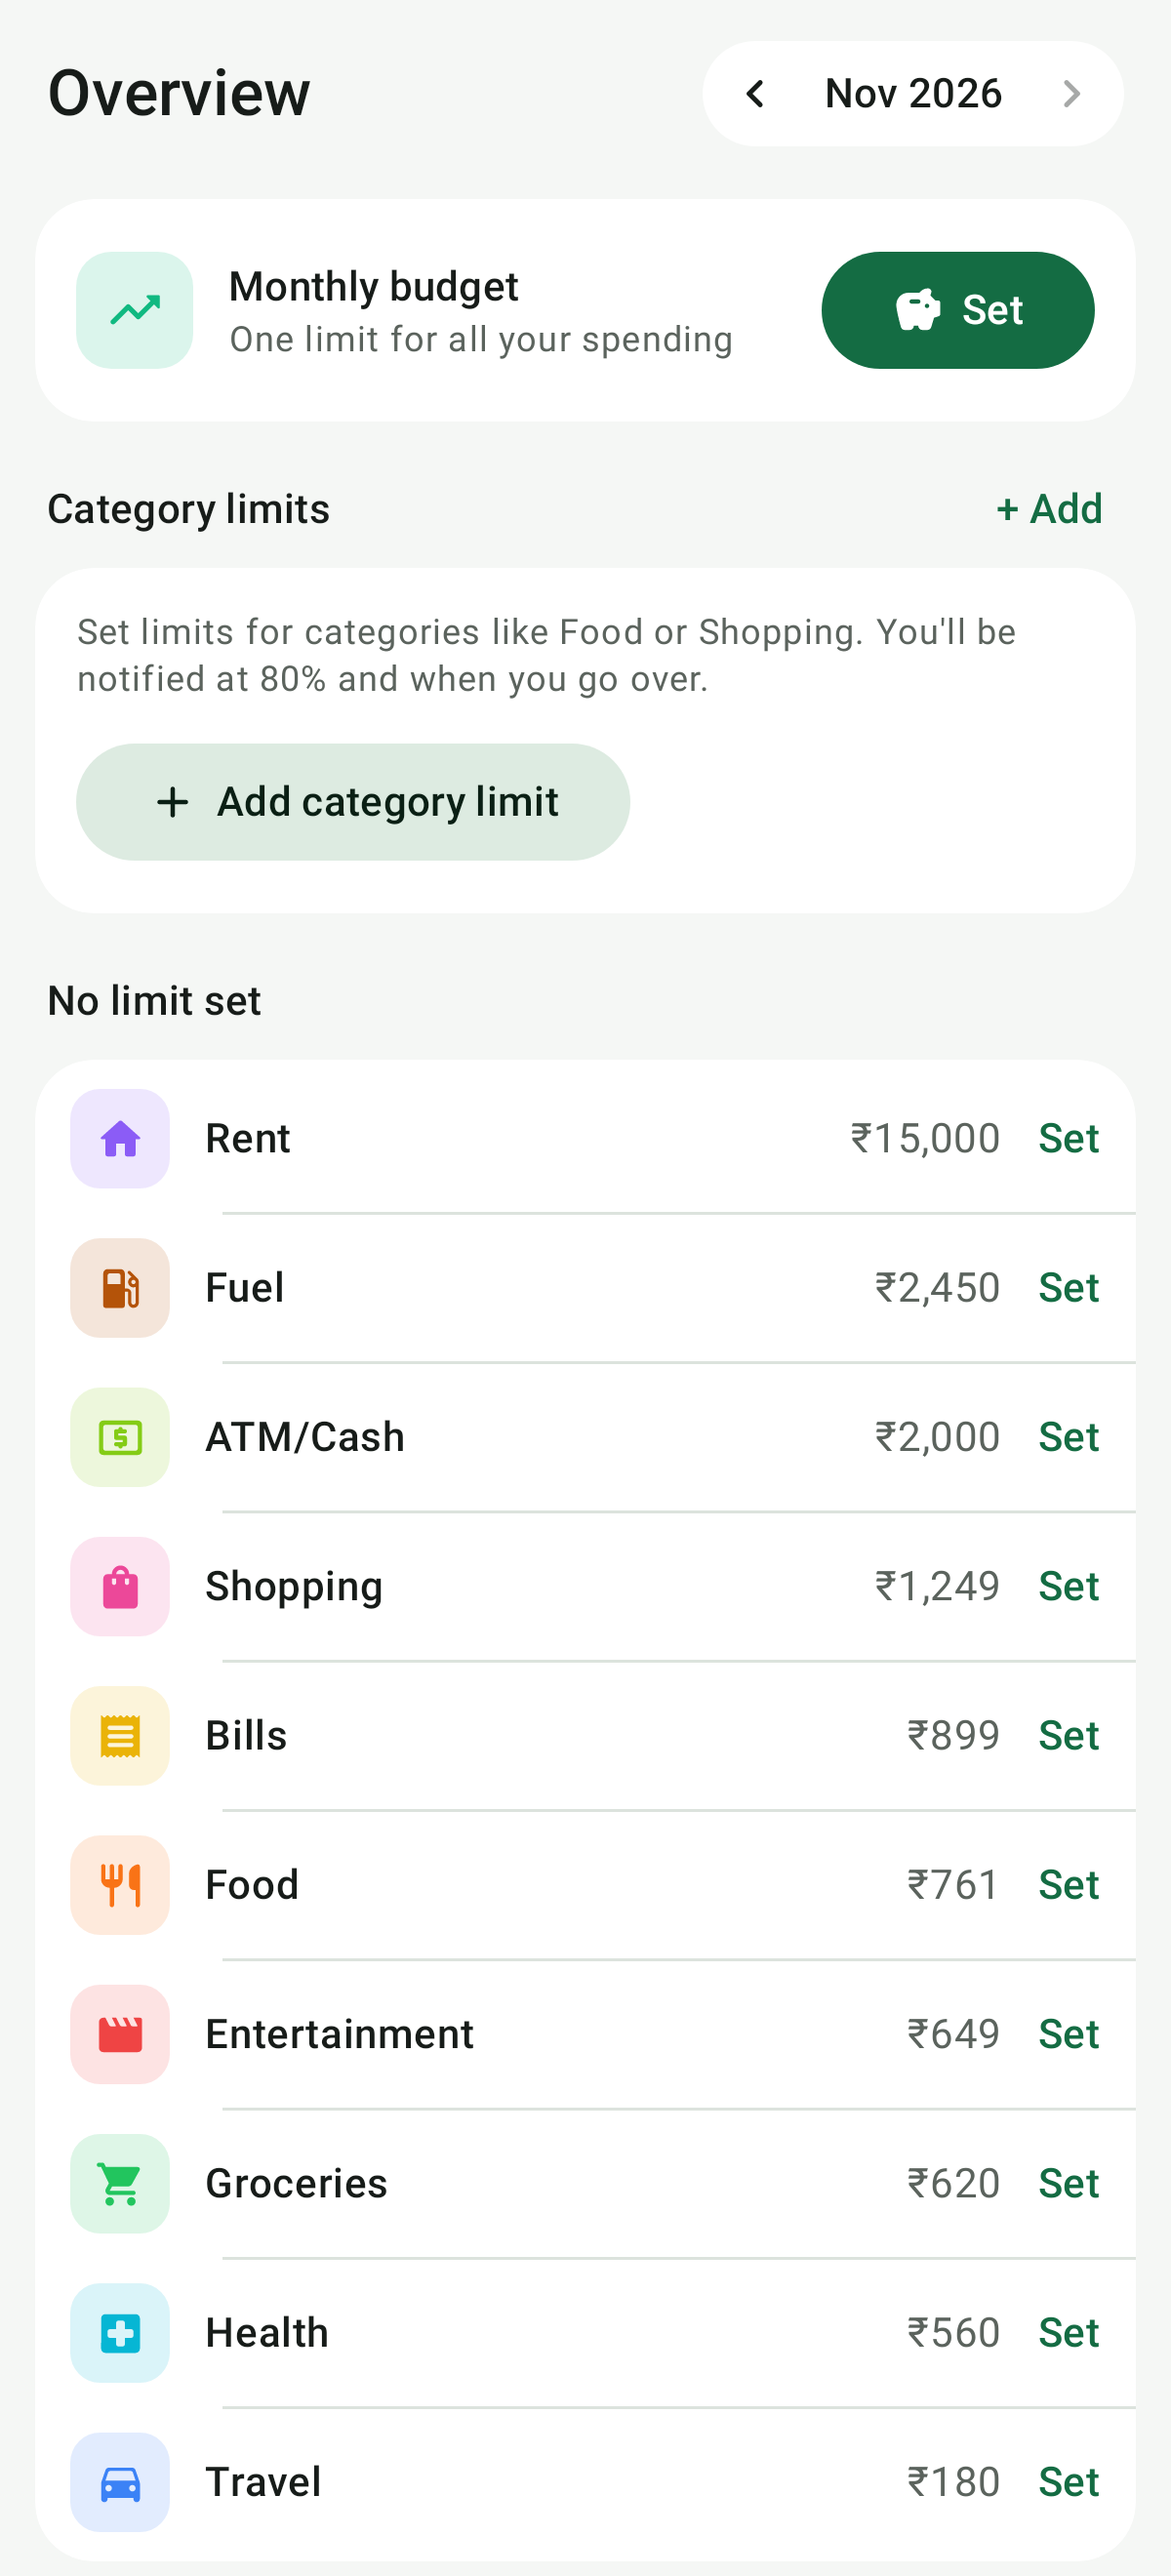 Overview
Nov 2026
Monthly budget
One limit for all your spending
Set
Category limits
+ Add
Set limits for categories like Food or Shopping. You'll be
notified at 80% and when you go over.
+ Add category limit
No limit set
Rent ₹15,000 Set
Fuel ₹2,450 Set
ATM/Cash ₹2,000 Set
Shopping ₹1,249 Set
Bills ₹899 Set
Food ₹761 Set
Entertainment ₹649 Set
Groceries ₹620 Set
Health ₹560 Set
Travel ₹180 Set